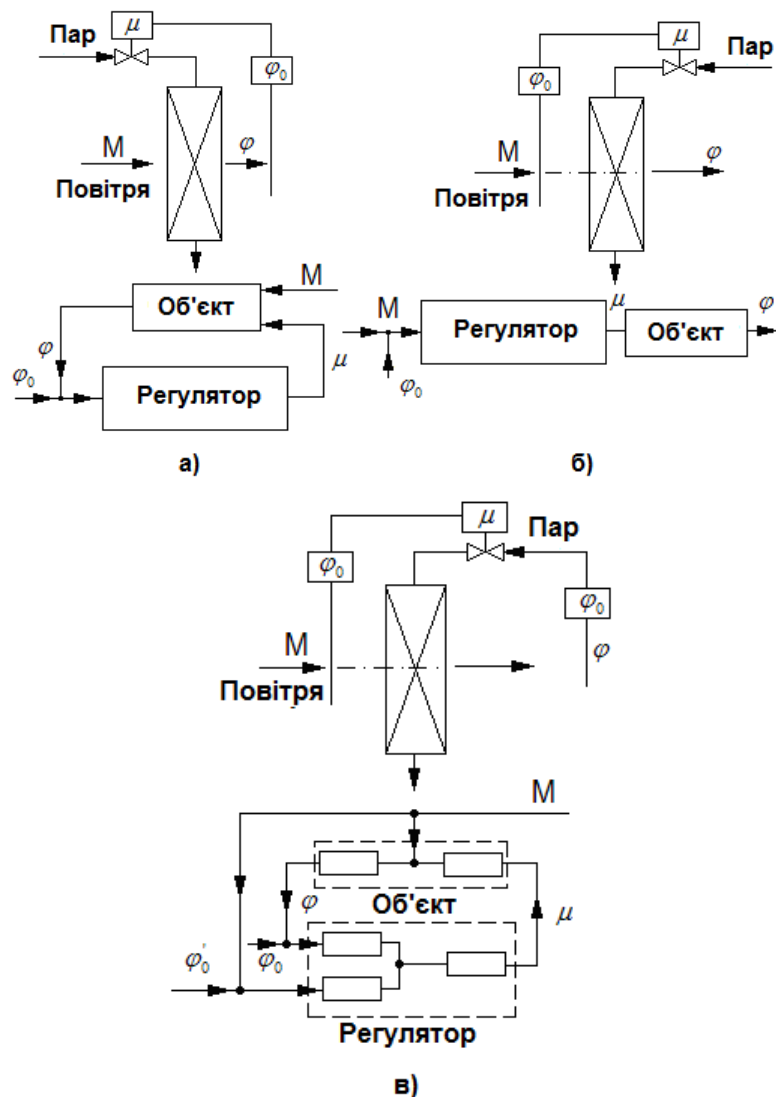 μ
Пар
φ₀
М
φ
Повітря
М
Об'єкт
φ
μ
φ₀
Регулятор
а)
μ
Пар
φ₀
М
φ
Повітря
М
μ
φ
Регулятор
Об'єкт
φ₀
б)
μ
Пар
φ₀
φ₀
М
φ
Повітря
М
Об'єкт
φ
μ
φ₀
φ₀'
Регулятор
в)